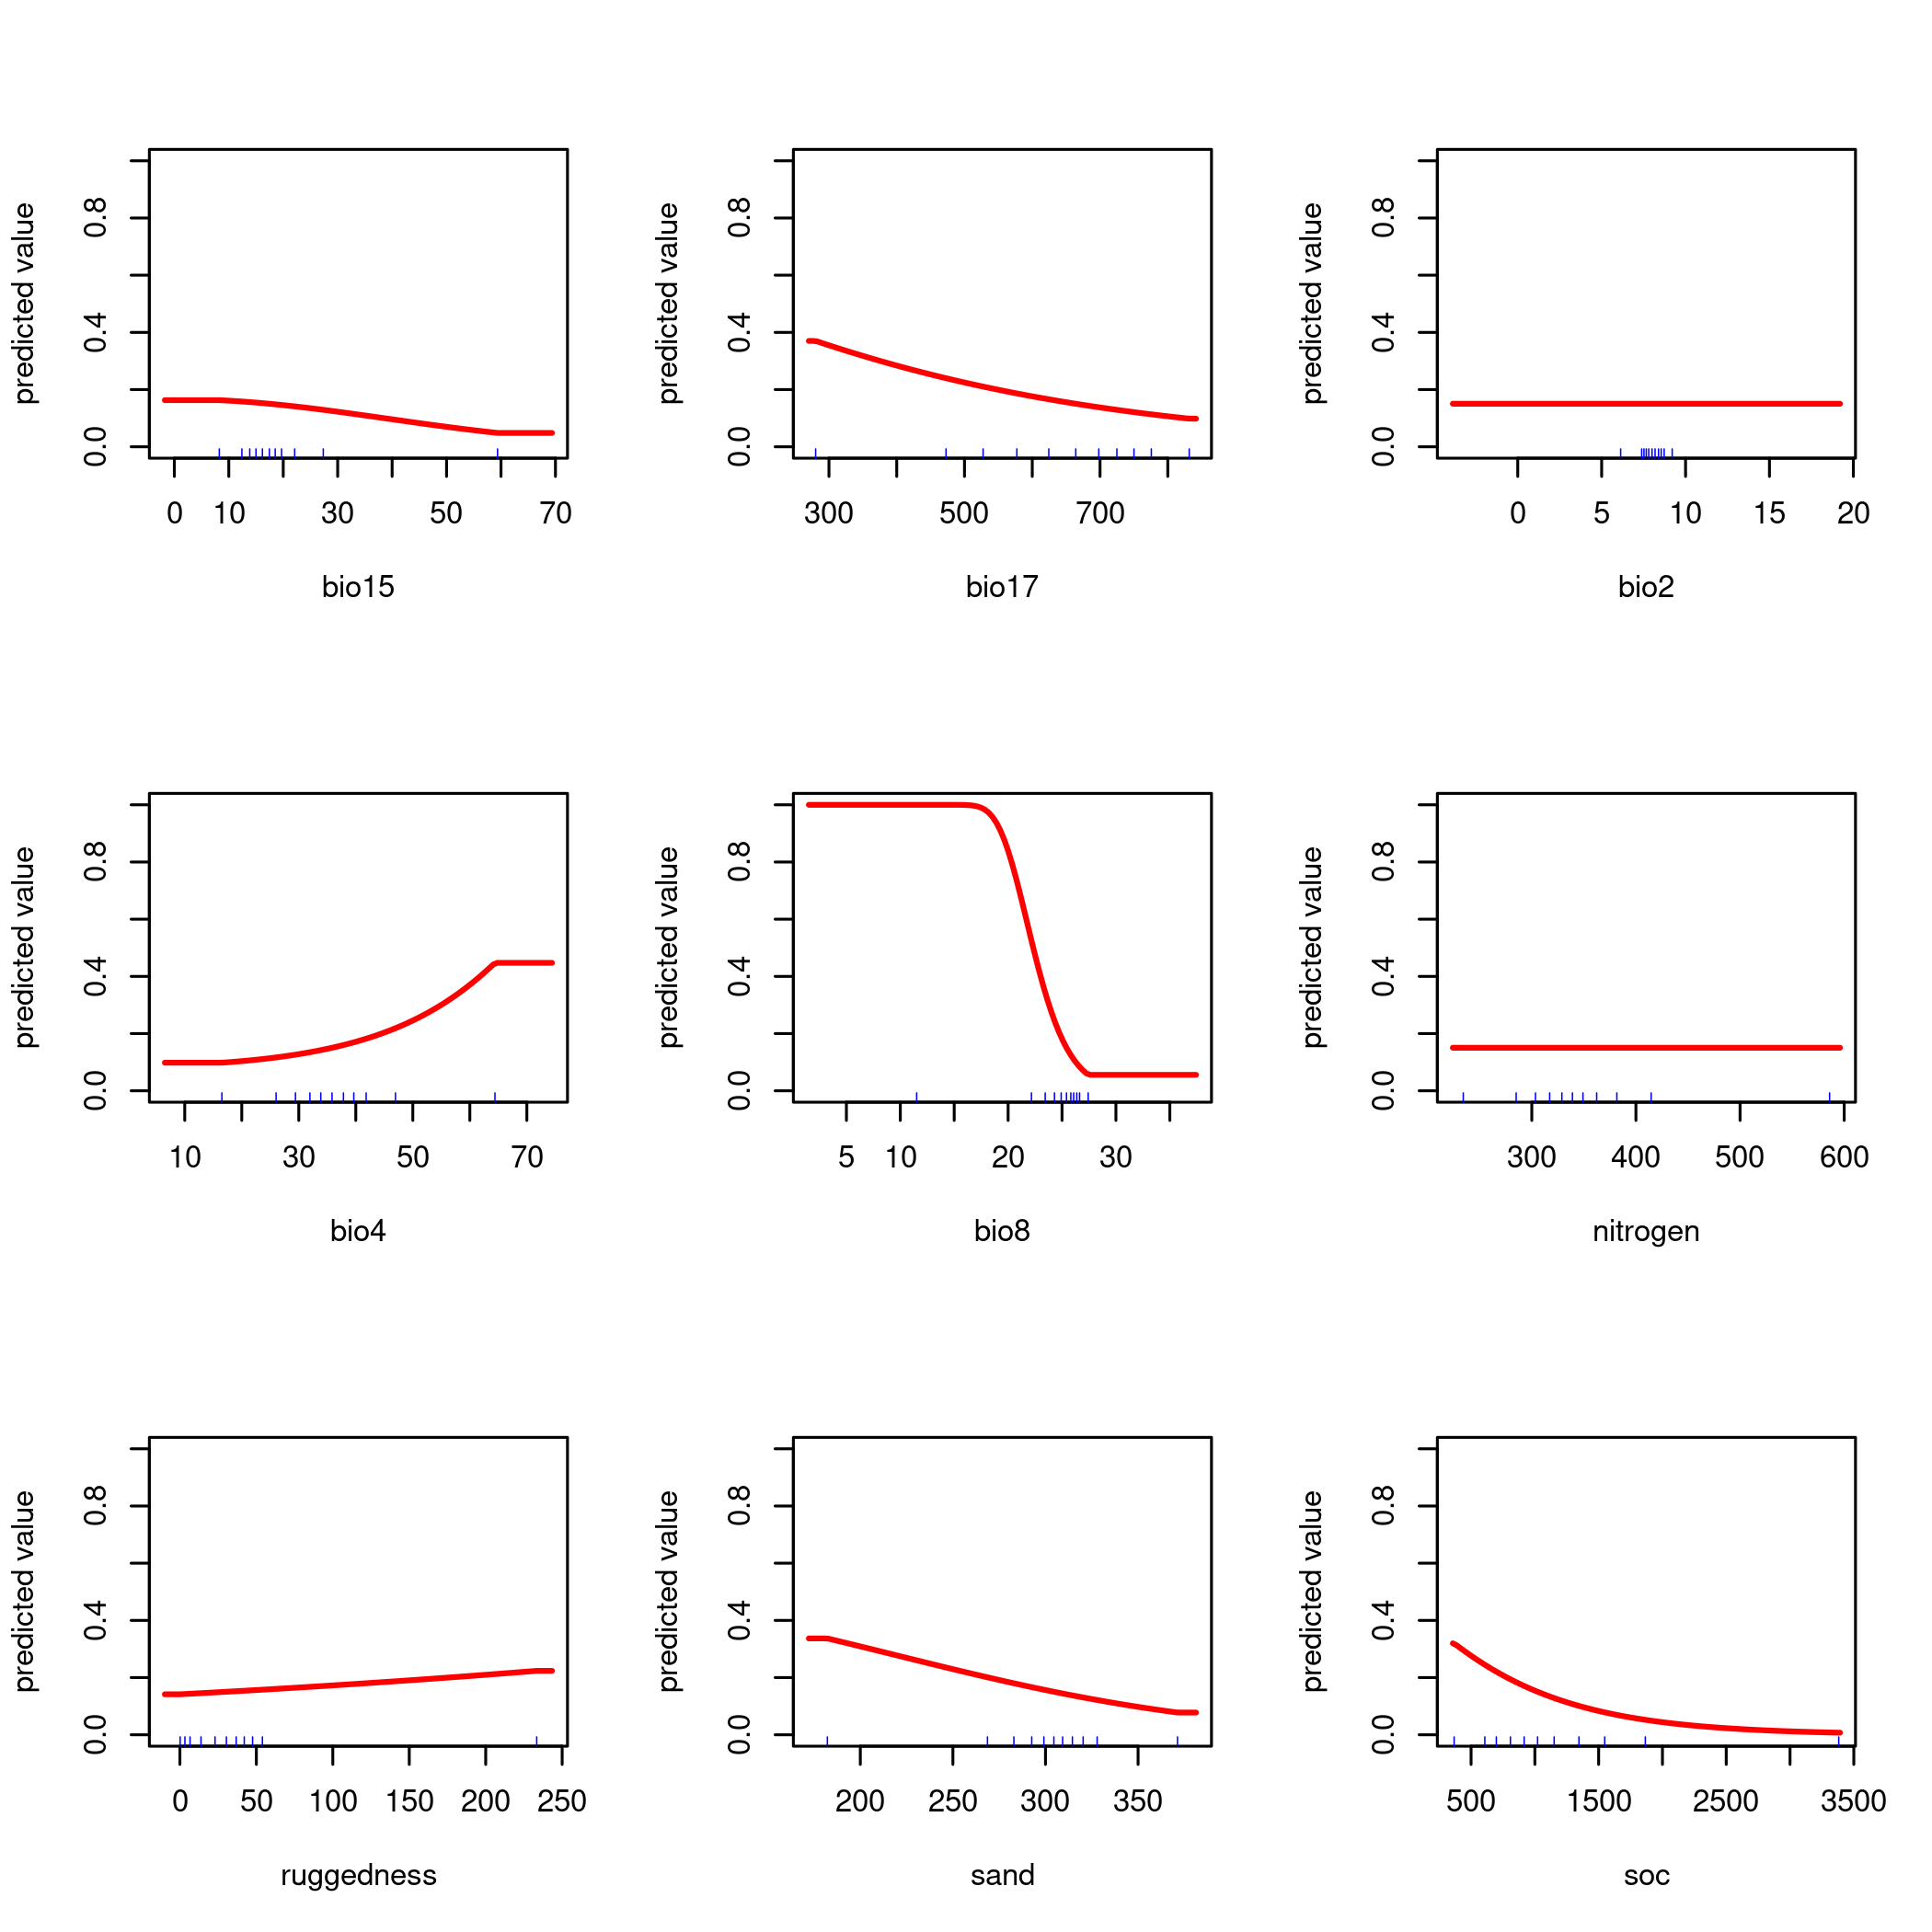 predicted value
0.0 0.4 0.8
0 10 30 50 70
bio15
predicted value
0.0 0.4 0.8
300 500 700
bio17
predicted value
0.0 0.4 0.8
0 5 10 15 20
bio2
predicted value
0.0 0.4 0.8
10 30 50 70
bio4
predicted value
0.0 0.4 0.8
5 10 20 30
bio8
predicted value
0.0 0.4 0.8
300 400 500 600
nitrogen
predicted value
0.0 0.4 0.8
0 50 100 150 200 250
ruggedness
predicted value
0.0 0.4 0.8
200 250 300 350
sand
predicted value
0.0 0.4 0.8
500 1500 2500 3500
soc